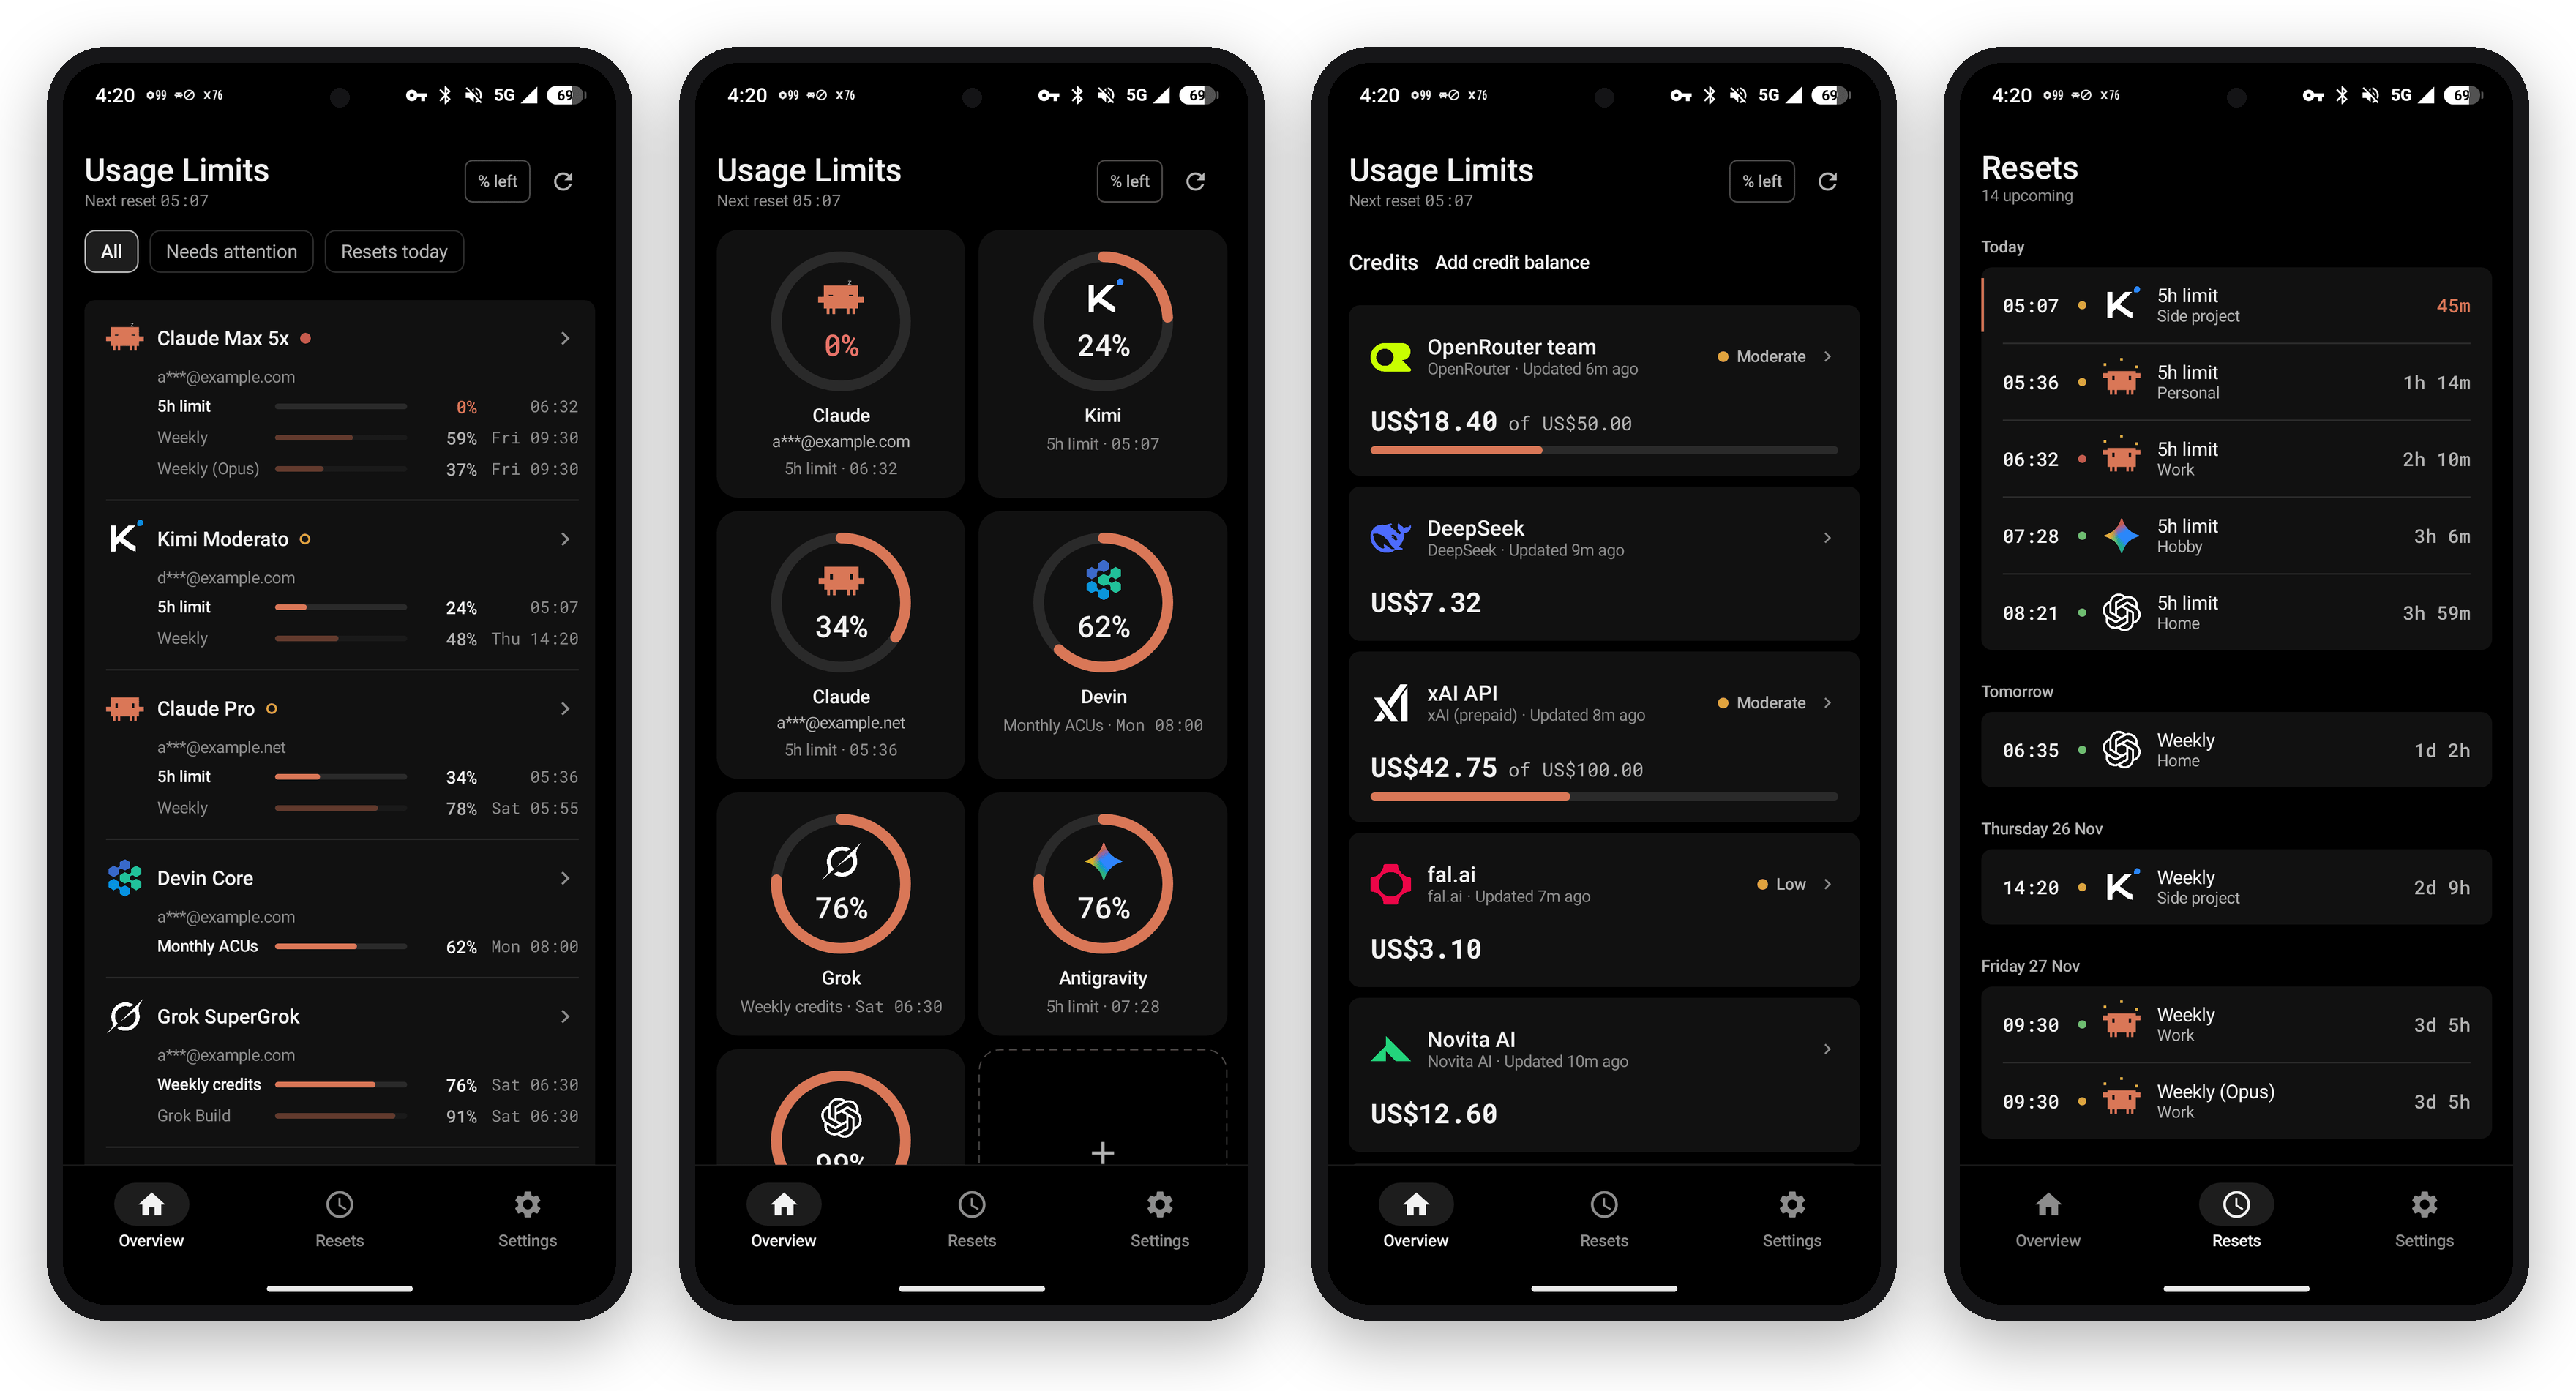 4:20 99 76 5G 69
Usage Limits
Next reset 05:07
% left
All
Needs attention
Resets today
Claude Max 5x
a***@example.com
5h limit 0% 06:32
Weekly 59% Fri 09:30
Weekly (Opus) 37% Fri 09:30
Kimi Moderato
d***@example.com
5h limit 24% 05:07
Weekly 48% Thu 14:20
Claude Pro
a***@example.net
5h limit 34% 05:36
Weekly 78% Sat 05:55
Devin Core
a***@example.com
Monthly ACUs 62% Mon 08:00
Grok SuperGrok
a***@example.com
Weekly credits 76% Sat 06:30
Grok Build 91% Sat 06:30
Overview
Resets
Settings
4:20 99 76 5G 69
Usage Limits
Next reset 05:07
% left
0%
Claude
a***@example.com
5h limit · 06:32
24%
Kimi
5h limit · 05:07
34%
Claude
a***@example.net
5h limit · 05:36
62%
Devin
Monthly ACUs · Mon 08:00
76%
Grok
Weekly credits · Sat 06:30
76%
Antigravity
5h limit · 07:28
+
Overview
Resets
Settings
4:20 99 76 5G 69
Usage Limits
Next reset 05:07
% left
Credits Add credit balance
OpenRouter team
OpenRouter · Updated 6m ago
Moderate
US$18.40 of US$50.00
DeepSeek
DeepSeek · Updated 9m ago
US$7.32
xAI API
xAI (prepaid) · Updated 8m ago
Moderate
US$42.75 of US$100.00
fal.ai
fal.ai · Updated 7m ago
Low
US$3.10
Novita AI
Novita AI · Updated 10m ago
US$12.60
Overview
Resets
Settings
4:20 99 76 5G 69
Resets
14 upcoming
Today
05:07 5h limit 45m
Side project
05:36 5h limit 1h 14m
Personal
06:32 5h limit 2h 10m
Work
07:28 5h limit 3h 6m
Hobby
08:21 5h limit 3h 59m
Home
Tomorrow
06:35 Weekly 1d 2h
Home
Thursday 26 Nov
14:20 Weekly 2d 9h
Side project
Friday 27 Nov
09:30 Weekly 3d 5h
Work
09:30 Weekly (Opus) 3d 5h
Work
Overview
Resets
Settings